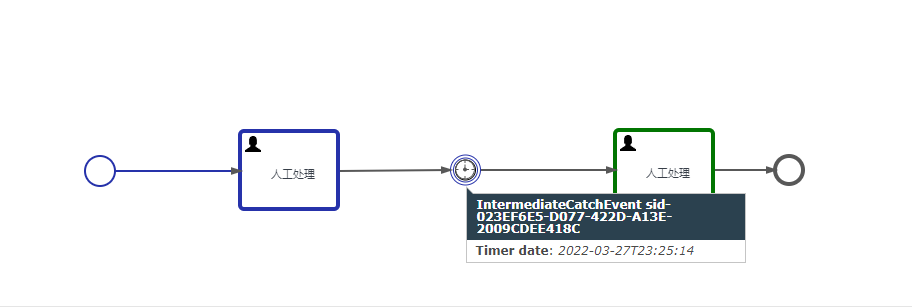 人工处理
人工处理
IntermediateCatchEvent sid-
023EF6E5-D077-422D-A13E-
2009CDEE418C
Timer date: 2022-03-27T23:25:14